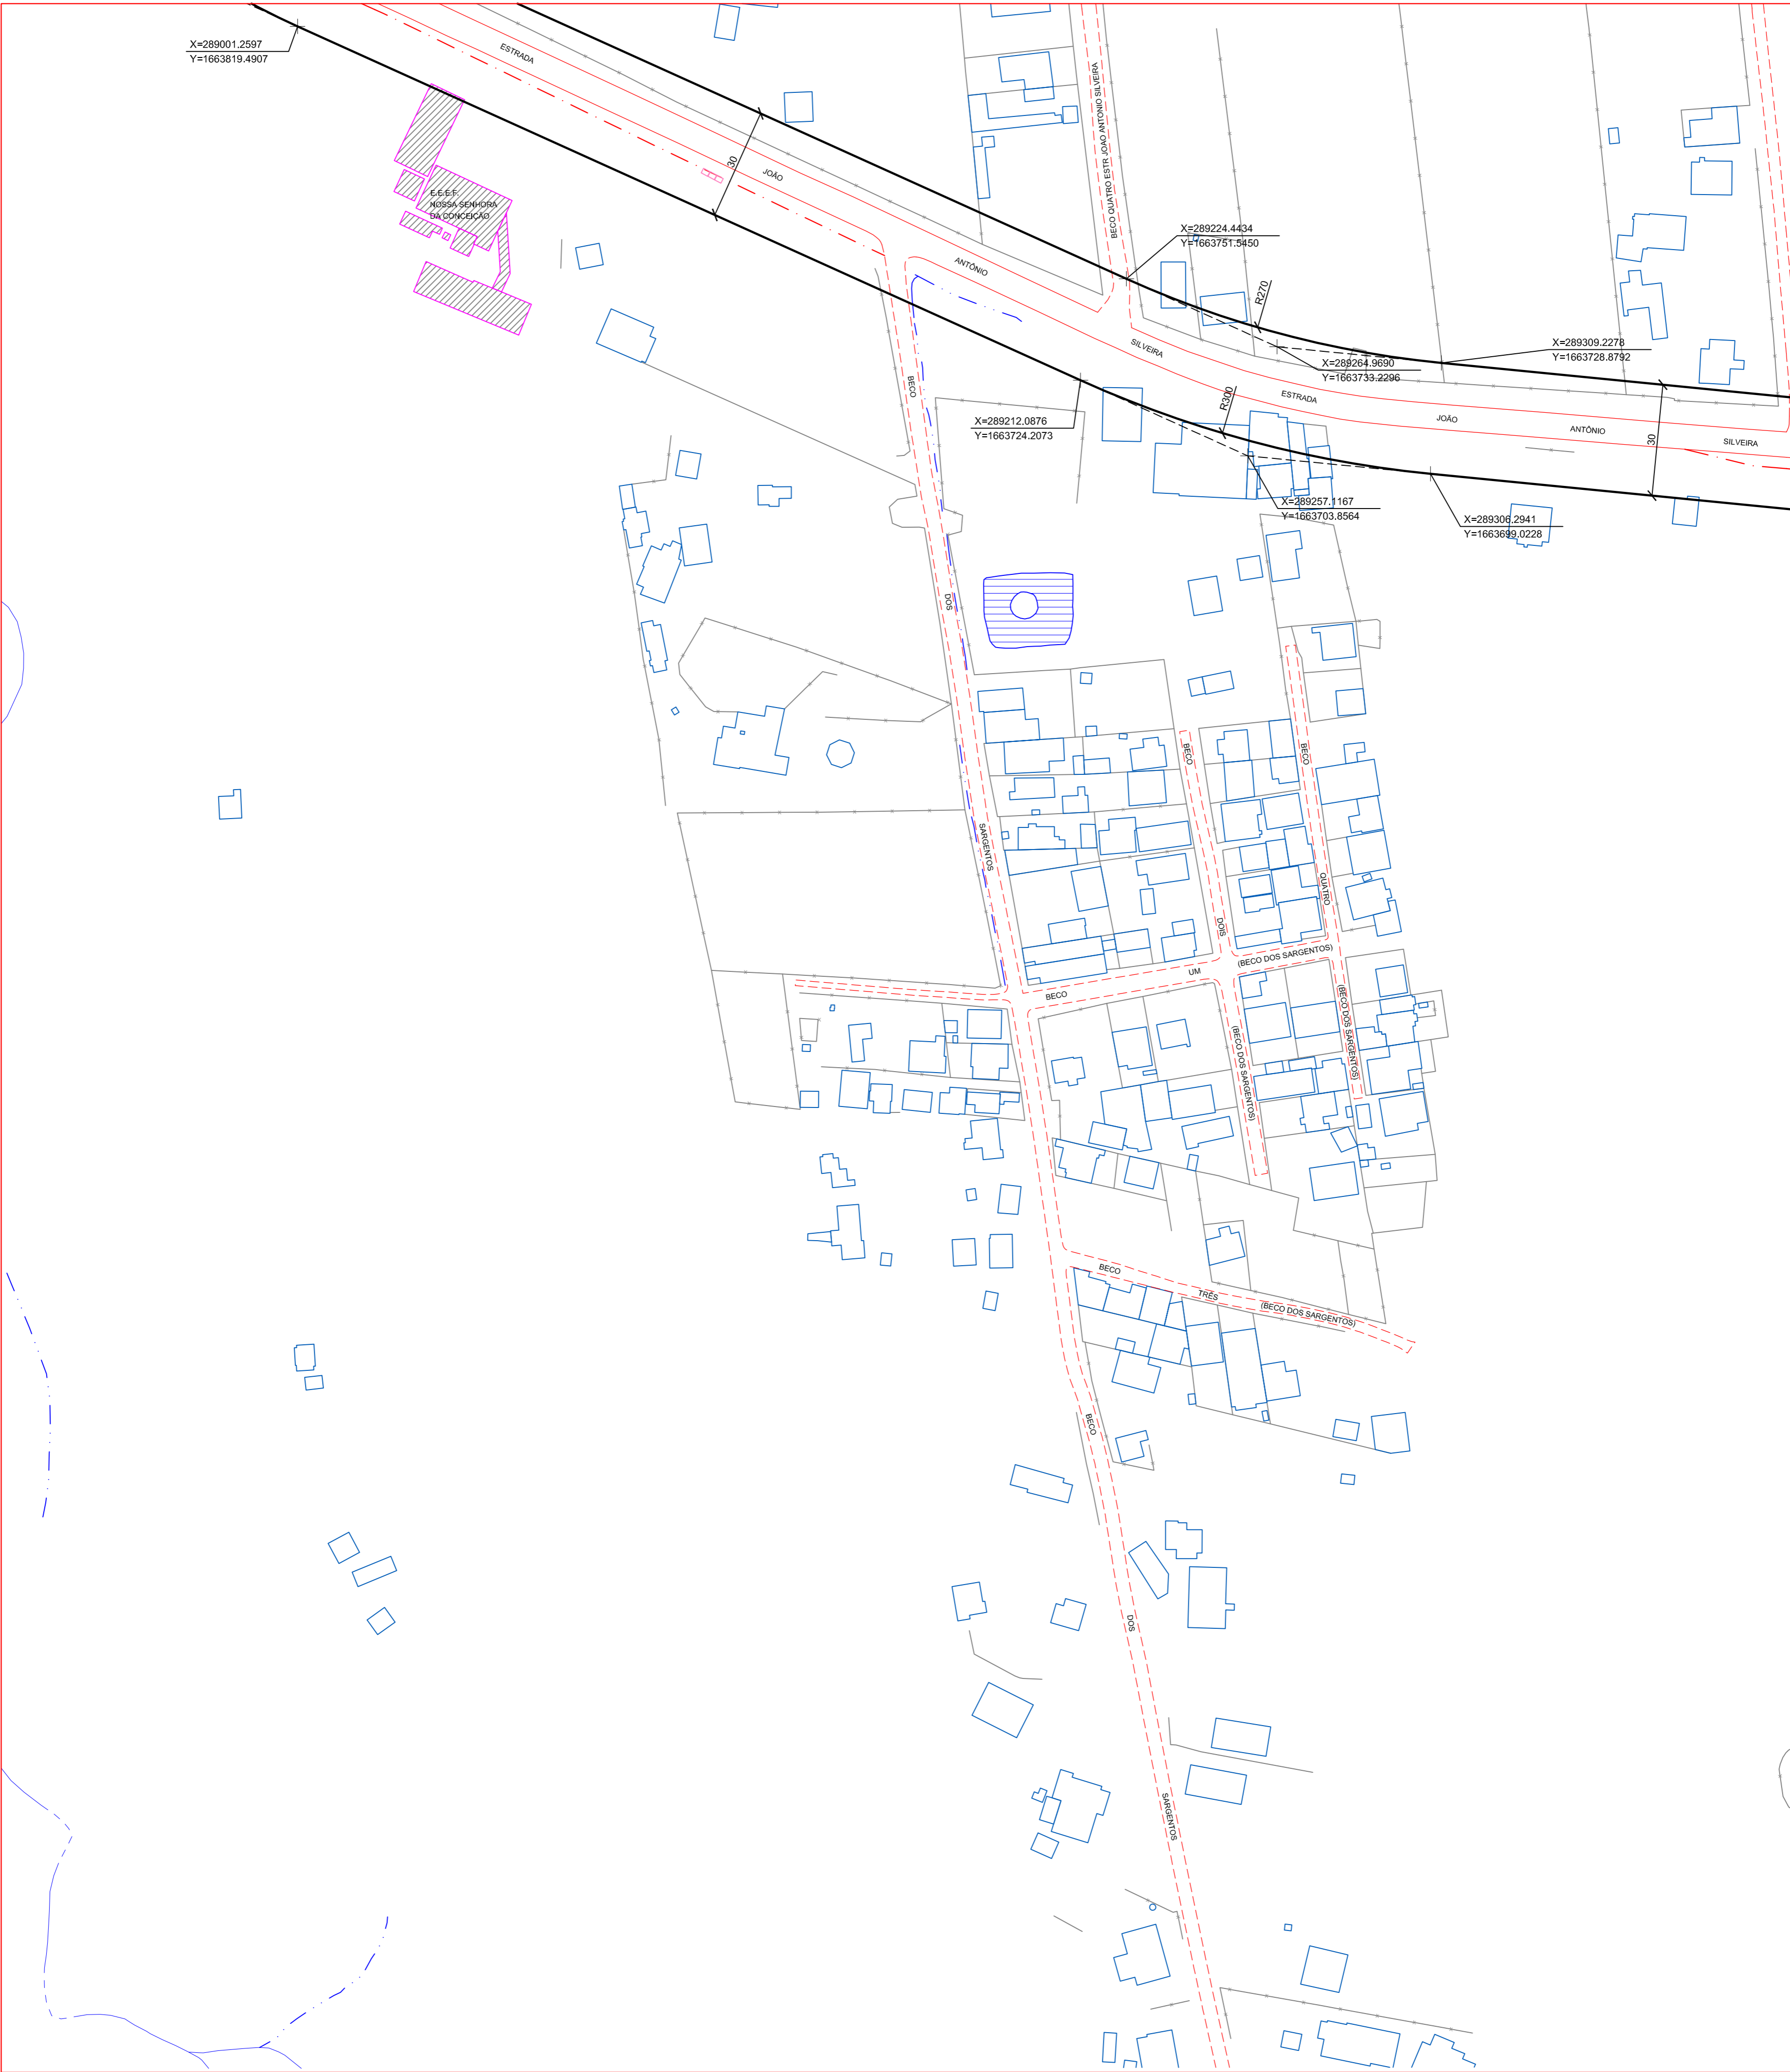 X=289001.2597
Y=1663819.4907
ESTRADA
E.E.E.F.
NOSSA SENHORA
DA CONCEIÇÃO
30
JOÃO
BECO QUATRO ESTR JOAO ANTONIO SILVEIRA
ANTÔNIO
X=289224.4434
Y=1663751.5450
R270
SILVEIRA
X=289309.2278
Y=1663728.8792
X=289264.9690
Y=1663733.2296
BECO
R300
ESTRADA
JOÃO
ANTÔNIO
30
SILVEIRA
X=289212.0876
Y=1663724.2073
X=289257.1167
Y=1663703.8564
X=289306.2941
Y=1663699.0228
DOS
BECO
BECO
SARGENTOS
QUATRO
DOIS
(BECO DOS SARGENTOS)
UM
BECO
(BECO DOS SARGENTOS)
(BECO DOS SARGENTOS)
BECO
TRÊS
(BECO DOS SARGENTOS)
BECO
DOS
SARGENTOS